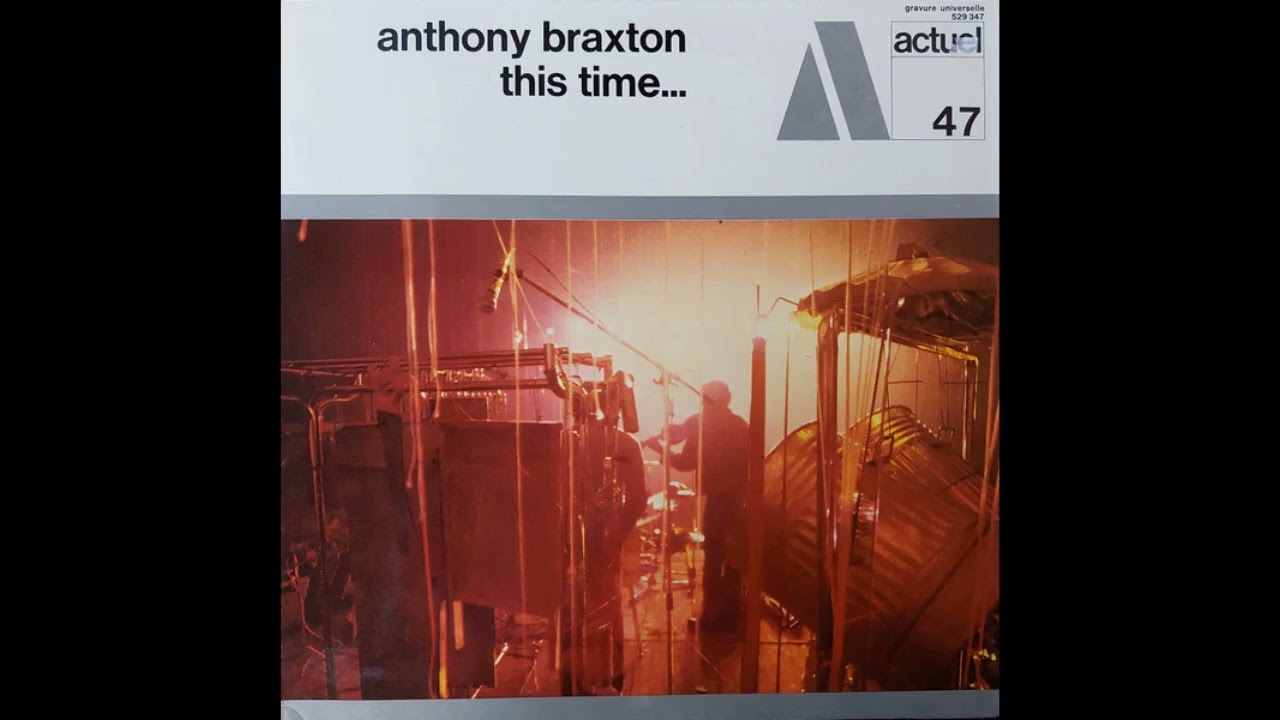 anthony braxton
this time...
gravure universelle
529 347
actuel
47